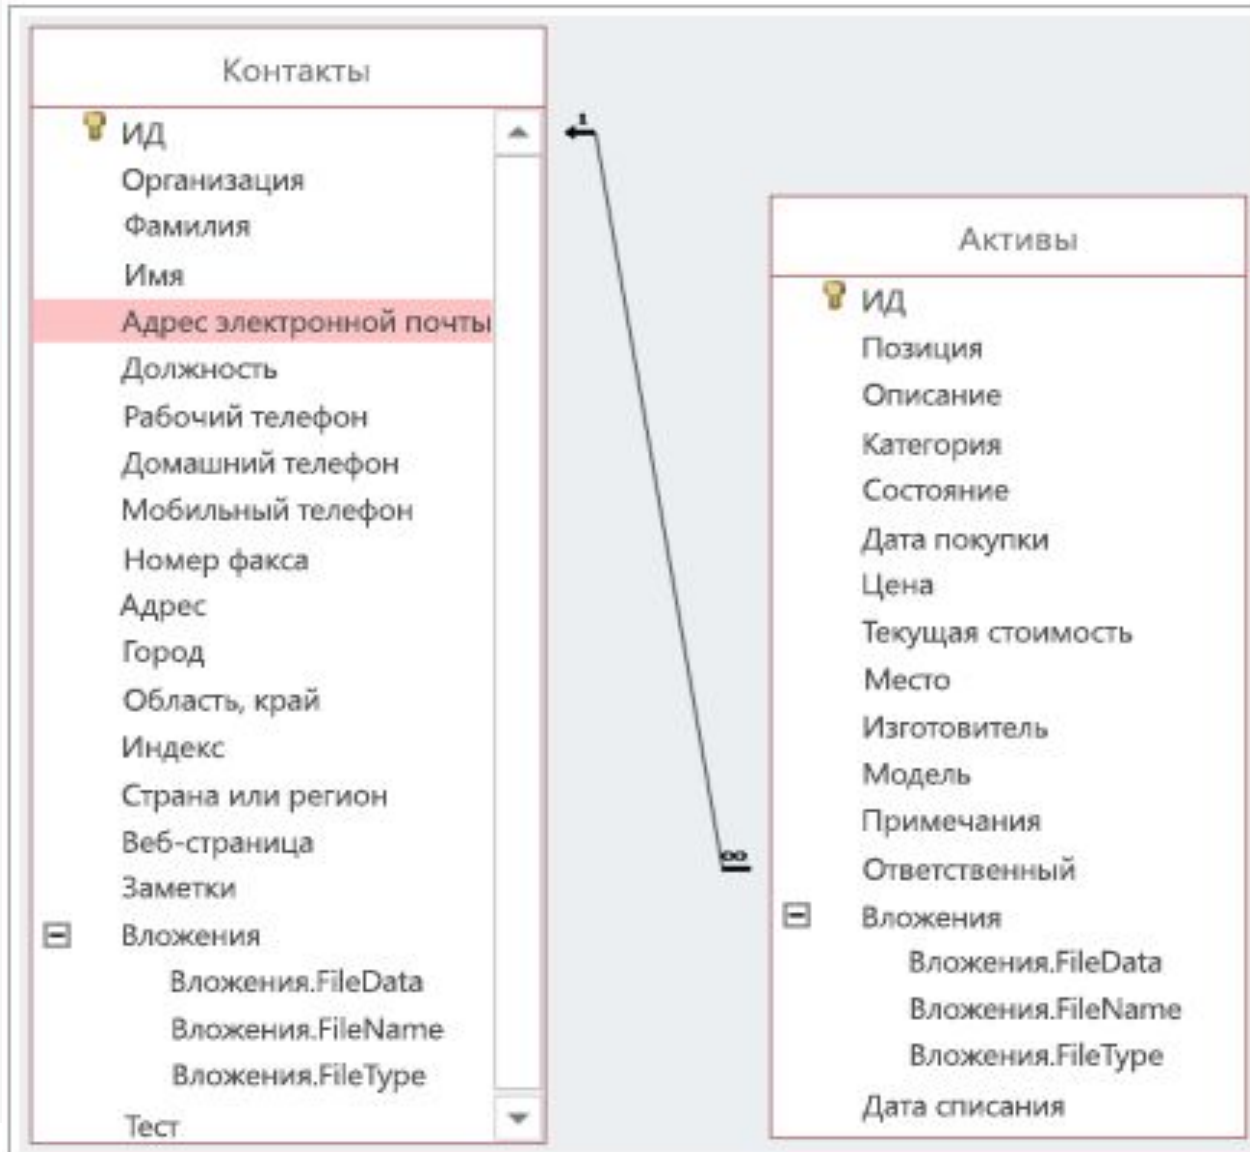 Контакты
ИД
Организация
Фамилия
Имя
Адрес электронной почты
Должность
Рабочий телефон
Домашний телефон
Мобильный телефон
Номер факса
Адрес
Город
Область, край
Индекс
Страна или регион
Веб-страница
Заметки
Вложения
Вложения.FileData
Вложения.FileName
Вложения.FileType
Тест
1
∞
Активы
ИД
Позиция
Описание
Категория
Состояние
Дата покупки
Цена
Текущая стоимость
Место
Изготовитель
Модель
Примечания
Ответственный
Вложения
Вложения.FileData
Вложения.FileName
Вложения.FileType
Дата списания